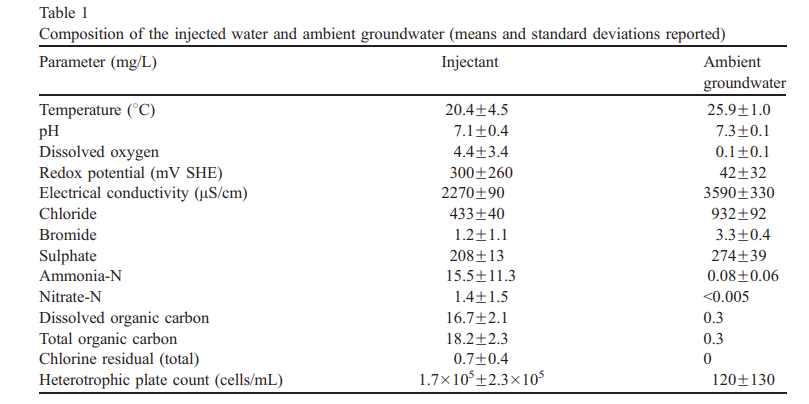 Table 1
Composition of the injected water and ambient groundwater (means and standard deviations reported)
Parameter (mg/L) Injectant Ambient
groundwater
Temperature (°C) 20.4±4.5 25.9±1.0
pH 7.1±0.4 7.3±0.1
Dissolved oxygen 4.4±3.4 0.1±0.1
Redox potential (mV SHE) 300±260 42±32
Electrical conductivity (μS/cm) 2270±90 3590±330
Chloride 433±40 932±92
Bromide 1.2±1.1 3.3±0.4
Sulphate 208±13 274±39
Ammonia-N 15.5±11.3 0.08±0.06
Nitrate-N 1.4±1.5 <0.005
Dissolved organic carbon 16.7±2.1 0.3
Total organic carbon 18.2±2.3 0.3
Chlorine residual (total) 0.7±0.4 0
Heterotrophic plate count (cells/mL) 1.7×10⁵±2.3×10⁵ 120±130